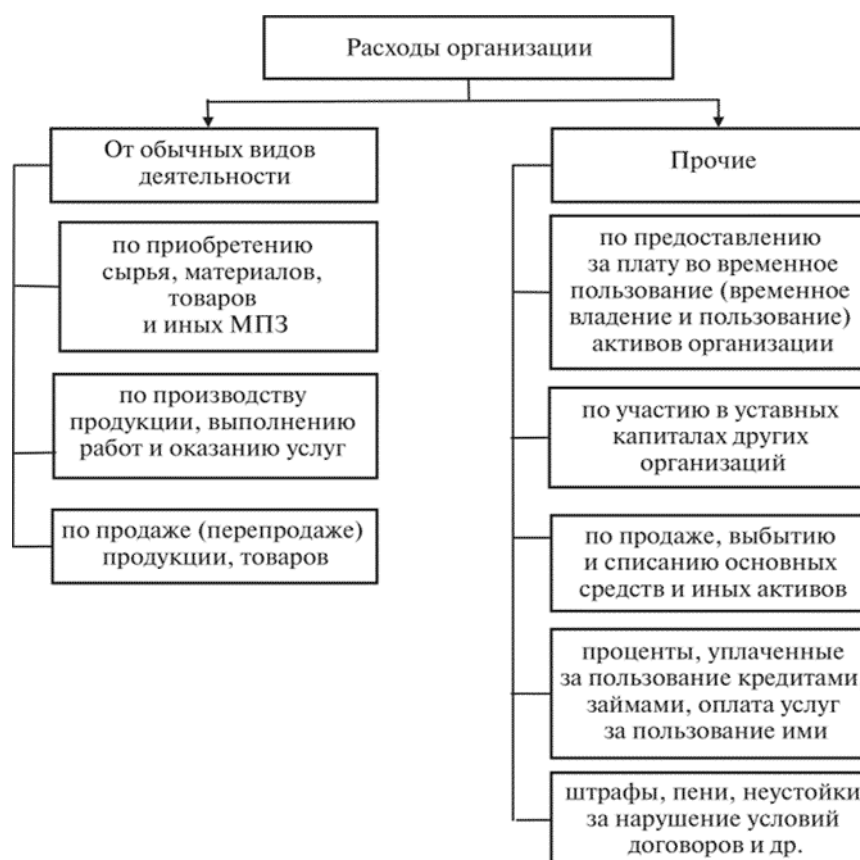 Расходы организации
От обычных видов
деятельности
по приобретению
сырья, материалов,
товаров
и иных МПЗ
по производству
продукции, выполнению
работ и оказанию услуг
по продаже (перепродаже)
продукции, товаров
Прочие
по предоставлению
за плату во временное
пользование (временное
владение и пользование)
активов организации
по участию в уставных
капиталах других
организаций
по продаже, выбытию
и списанию основных
средств и иных активов
проценты, уплаченные
за пользование кредитами
займами, оплата услуг
за пользование ими
штрафы, пени, неустойки
за нарушение условий
договоров и др.